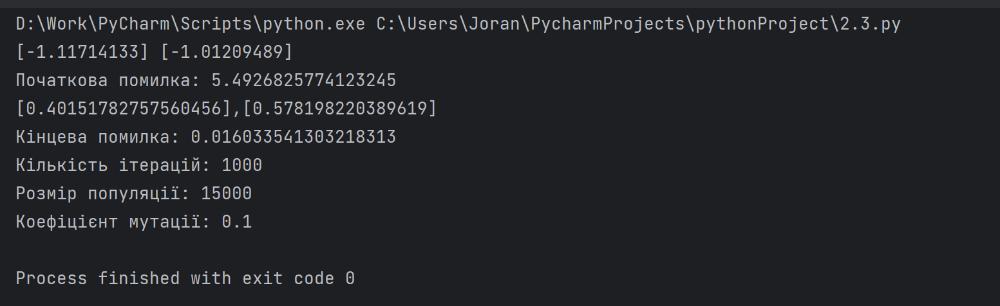 D:\Work\PyCharm\Scripts\python.exe C:\Users\Joran\PycharmProjects\pythonProject\2.3.py
[-1.11714133] [-1.01209489]
Початкова помилка: 5.4926825774123245
[0.40151782757560456],[0.578198220389619]
Кінцева помилка: 0.016033541303218313
Кількість ітерацій: 1000
Розмір популяції: 15000
Коефіцієнт мутації: 0.1
Process finished with exit code 0